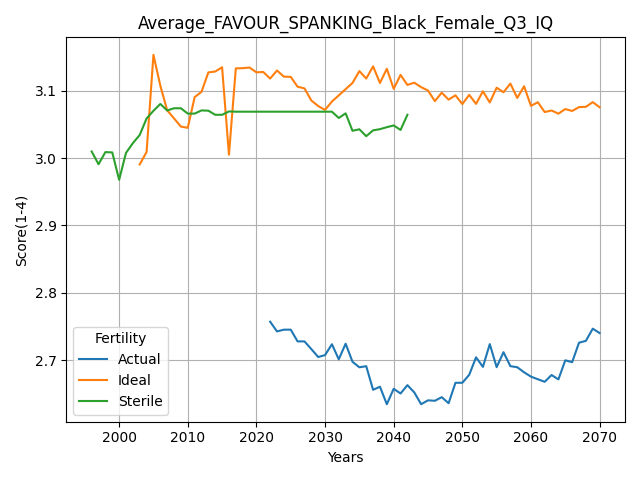 Average_FAVOUR_SPANKING_Black_Female_Q3_IQ
Score(1-4)
3.1
3.0
2.9
2.8
2.7
Fertility
Actual
Ideal
Sterile
2000 2010 2020 2030 2040 2050 2060 2070
Years